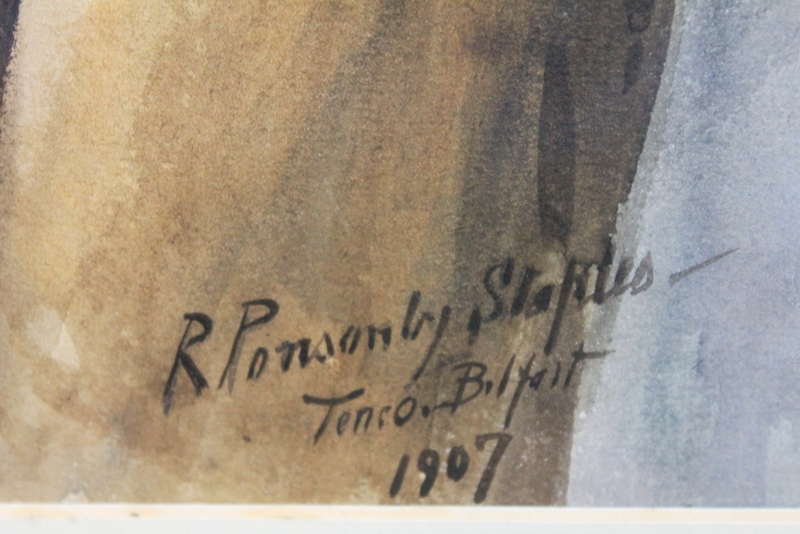 R Ponsonby Staples
Tenco. Belfast
1907